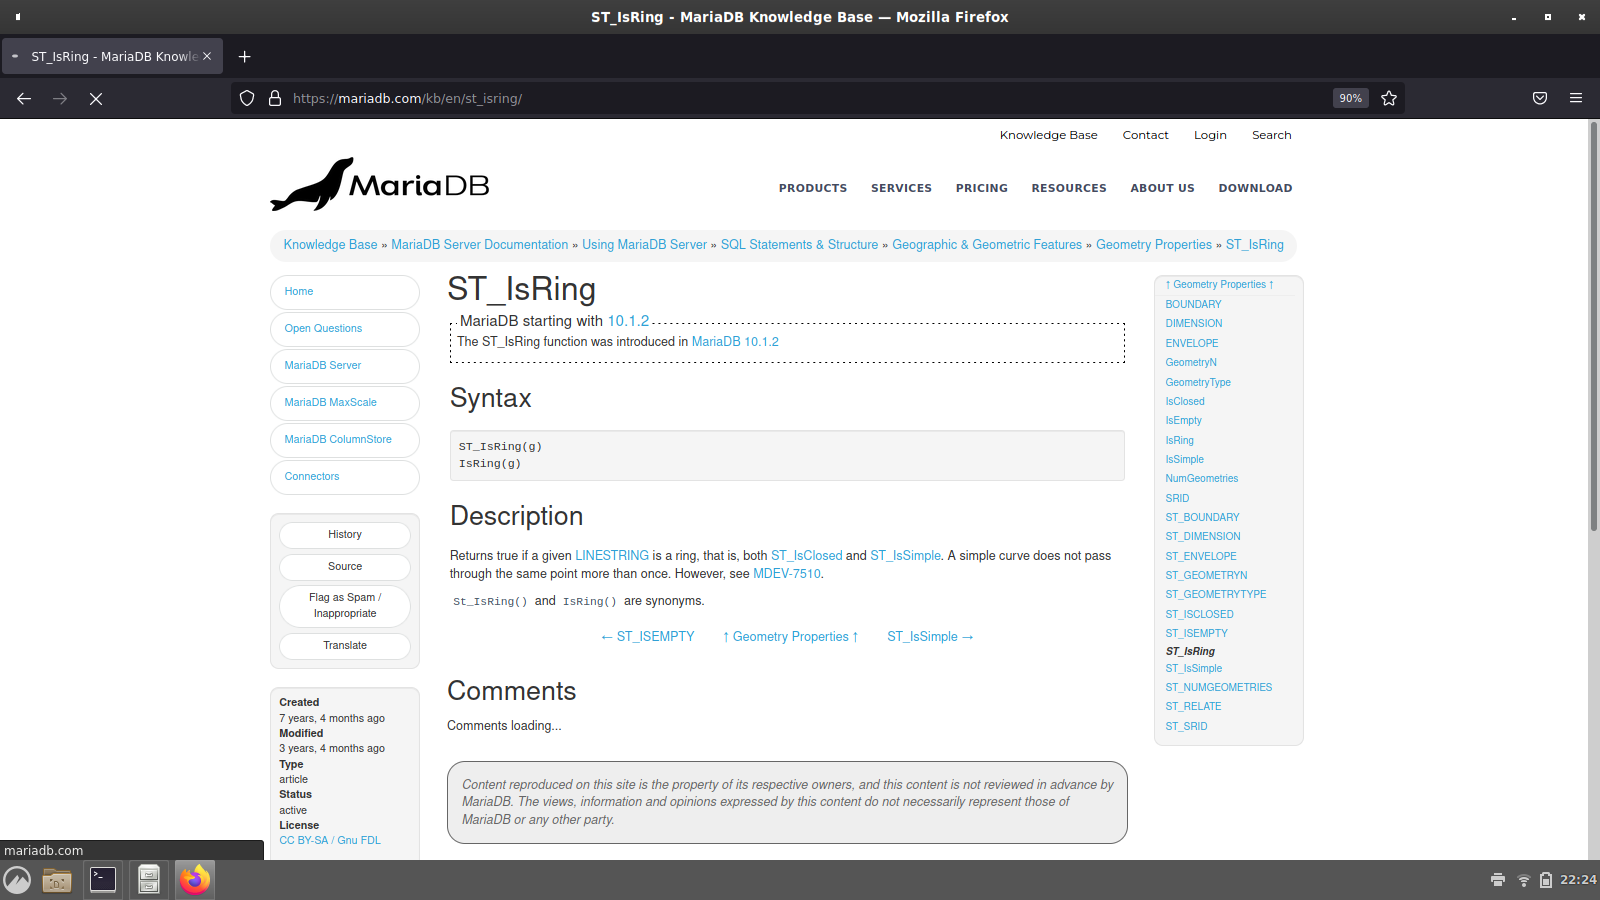 ST_IsRing - MariaDB Knowledge Base — Mozilla Firefox
ST_IsRing - MariaDB Knowle
https://mariadb.com/kb/en/st_isring/
90%
Knowledge Base Contact Login Search
MariaDB
PRODUCTS SERVICES PRICING RESOURCES ABOUT US DOWNLOAD
Knowledge Base » MariaDB Server Documentation » Using MariaDB Server » SQL Statements & Structure » Geographic & Geometric Features » Geometry Properties » ST_IsRing
Home
Open Questions
MariaDB Server
MariaDB MaxScale
MariaDB ColumnStore
Connectors
History
Source
Flag as Spam /
Inappropriate
Translate
Created
7 years, 4 months ago
Modified
3 years, 4 months ago
Type
article
Status
active
License
CC BY-SA / Gnu FDL
ST_IsRing
MariaDB starting with 10.1.2
The ST_IsRing function was introduced in MariaDB 10.1.2
Syntax
ST_IsRing(g)
IsRing(g)
Description
Returns true if a given LINESTRING is a ring, that is, both ST_IsClosed and ST_IsSimple. A simple curve does not pass
through the same point more than once. However, see MDEV-7510.
St_IsRing() and IsRing() are synonyms.
← ST_ISEMPTY ↑ Geometry Properties ↑ ST_IsSimple →
Comments
Comments loading...
Content reproduced on this site is the property of its respective owners, and this content is not reviewed in advance by
MariaDB. The views, information and opinions expressed by this content do not necessarily represent those of
MariaDB or any other party.
↑ Geometry Properties ↑
BOUNDARY
DIMENSION
ENVELOPE
GeometryN
GeometryType
IsClosed
IsEmpty
IsRing
IsSimple
NumGeometries
SRID
ST_BOUNDARY
ST_DIMENSION
ST_ENVELOPE
ST_GEOMETRYN
ST_GEOMETRYTYPE
ST_ISCLOSED
ST_ISEMPTY
ST_IsRing
ST_IsSimple
ST_NUMGEOMETRIES
ST_RELATE
ST_SRID
mariadb.com
22:24